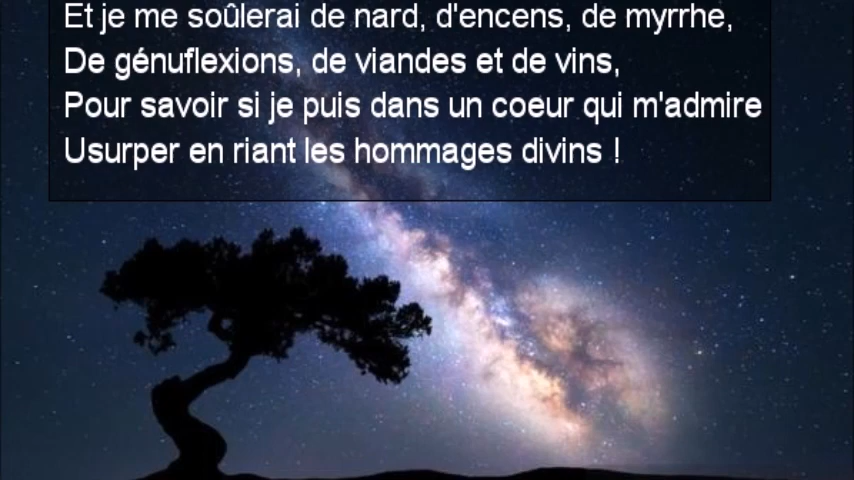 Et je me soûlerai de nard, d'encens, de myrrhe,
De génuflexions, de viandes et de vins,
Pour savoir si je puis dans un coeur qui m'admire
Usurper en riant les hommages divins !